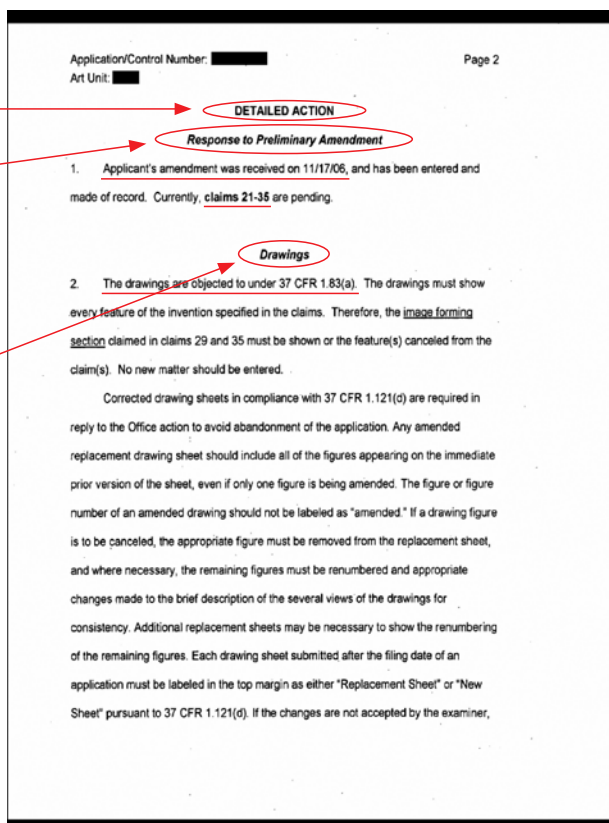 Application/Control Number:
Page 2
Art Unit:
DETAILED ACTION
Response to Preliminary Amendment
1. Applicant's amendment was received on 11/17/06, and has been entered and
made of record. Currently, claims 21-35 are pending.
Drawings
2. The drawings are objected to under 37 CFR 1.83(a). The drawings must show
every feature of the invention specified in the claims. Therefore, the image forming
section claimed in claims 29 and 35 must be shown or the feature(s) canceled from the
claim(s). No new matter should be entered.
Corrected drawing sheets in compliance with 37 CFR 1.121(d) are required in
reply to the Office action to avoid abandonment of the application. Any amended
replacement drawing sheet should include all of the figures appearing on the immediate
prior version of the sheet, even if only one figure is being amended. The figure or figure
number of an amended drawing should not be labeled as "amended." If a drawing figure
is to be canceled, the appropriate figure must be removed from the replacement sheet,
and where necessary, the remaining figures must be renumbered and appropriate
changes made to the brief description of the several views of the drawings for
consistency. Additional replacement sheets may be necessary to show the renumbering
of the remaining figures. Each drawing sheet submitted after the filing date of an
application must be labeled in the top margin as either "Replacement Sheet" or "New
Sheet" pursuant to 37 CFR 1.121(d). If the changes are not accepted by the examiner,